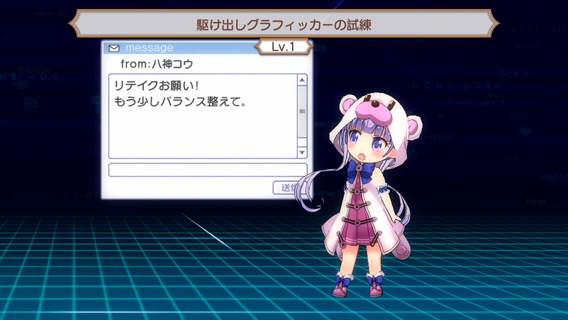 駆け出しグラフィッカーの試練
message
Lv.1
from:八神コウ
リテイクお願い!
もう少しバランス整えて。
送信